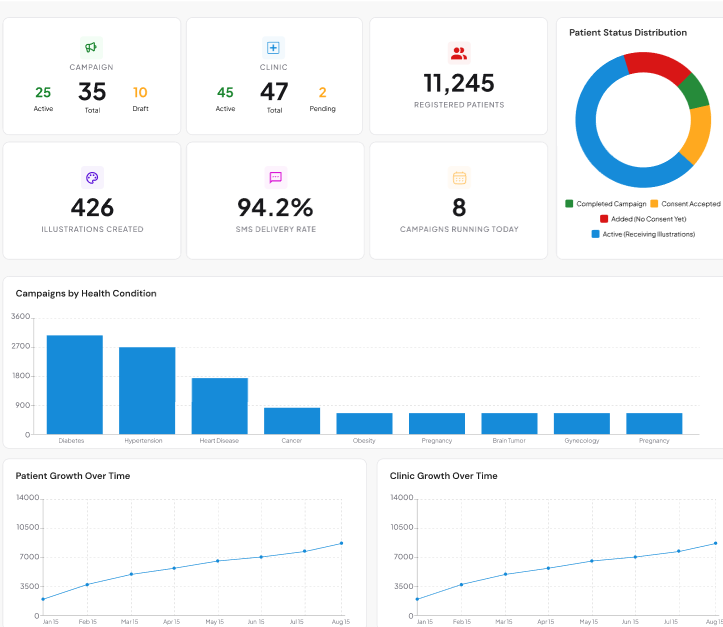 CAMPAIGN
25 35 10
Active Total Draft
CLINIC
45 47 2
Active Total Pending
11,245
REGISTERED PATIENTS
426
ILLUSTRATIONS CREATED
94.2%
SMS DELIVERY RATE
8
CAMPAIGNS RUNNING TODAY
Patient Status Distribution
Completed Campaign Consent Accepted
Added (No Consent Yet)
Active (Receiving Illustrations)
Campaigns by Health Condition
3600
2700
1800
900
0
Diabetes Hypertension Heart Disease Cancer Obesity Pregnancy Brain Tumor Gynecology Pregnancy
Patient Growth Over Time
14000
10500
7000
3500
0
Jan 15 Feb 15 Mar 15 Apr 15 May 15 Jun 15 Jul 15 Aug 15
Clinic Growth Over Time
14000
10500
7000
3500
0
Jan 15 Feb 15 Mar 15 Apr 15 May 15 Jun 15 Jul 15 Aug 15